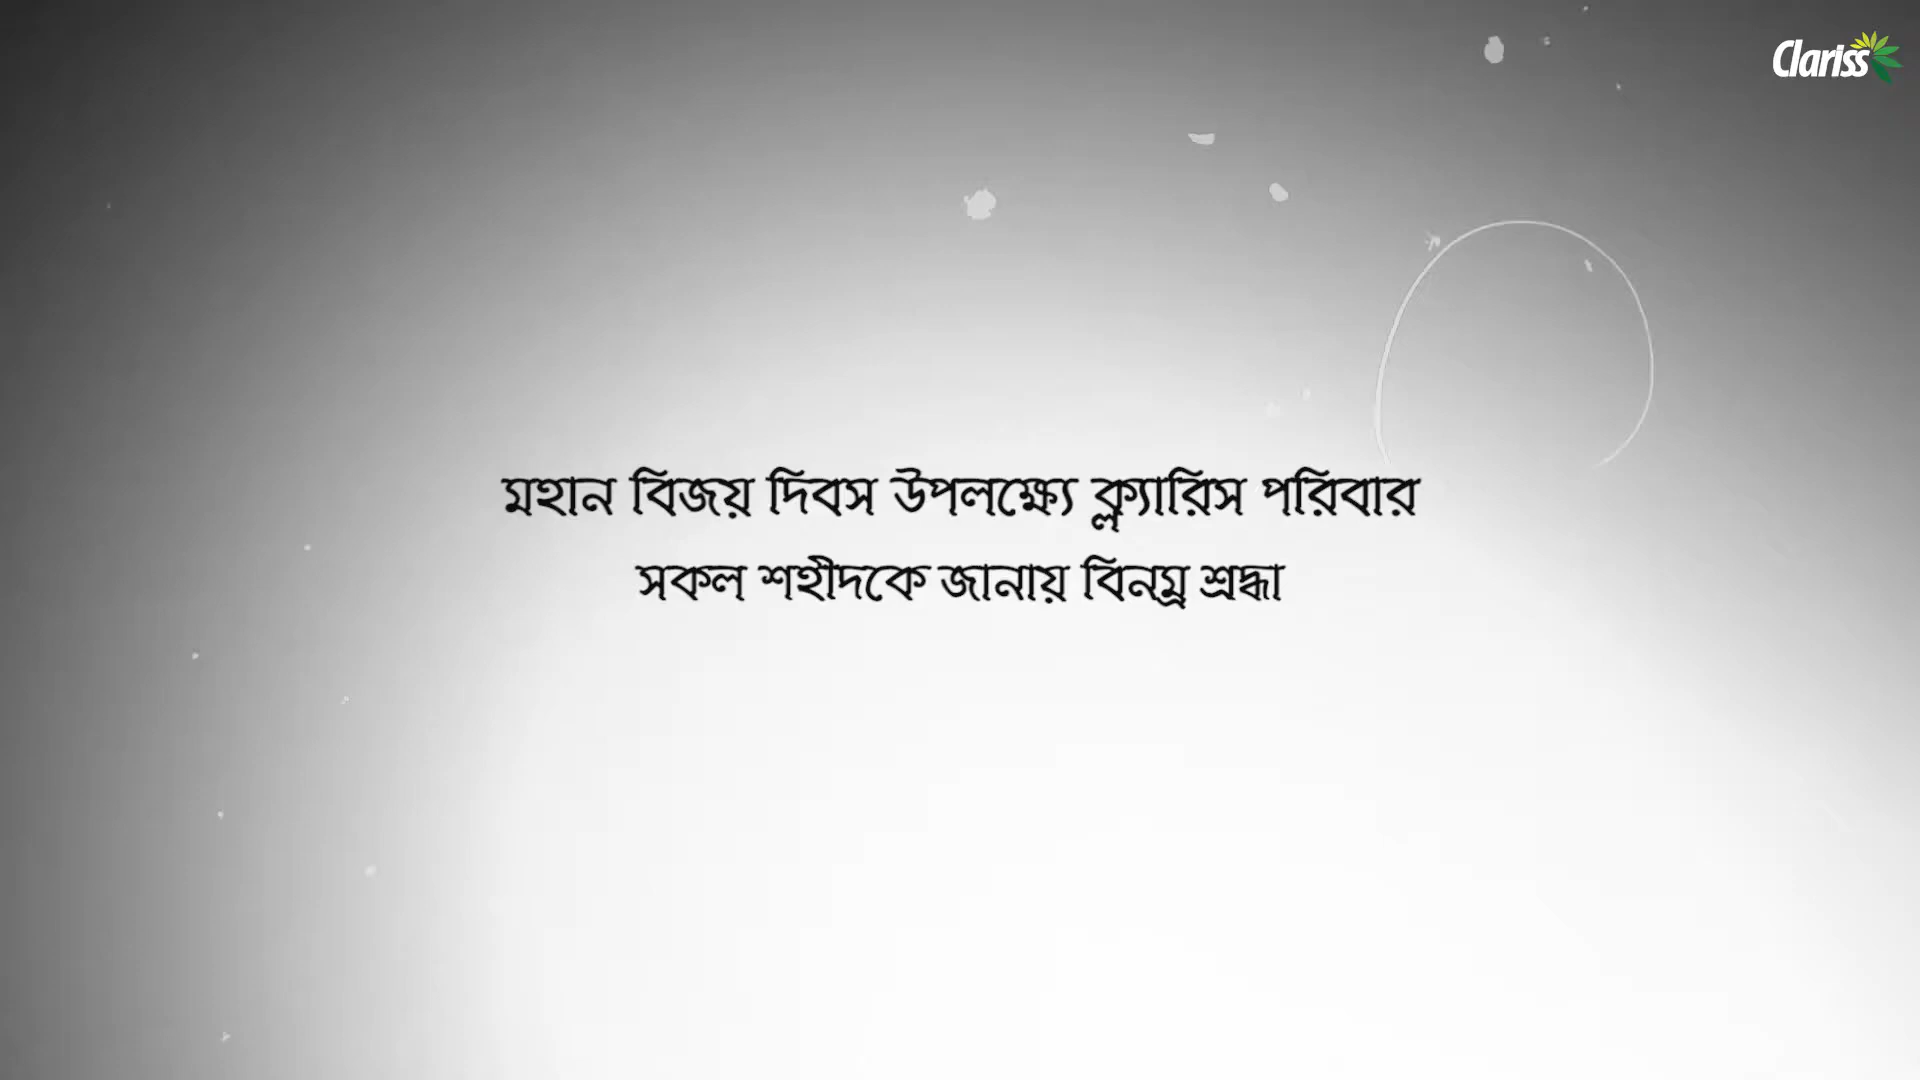 Clariss
মহান বিজয় দিবস উপলক্ষ্যে ক্ল্যারিস পরিবার
সকল শহীদকে জানায় বিনম্র শ্রদ্ধা